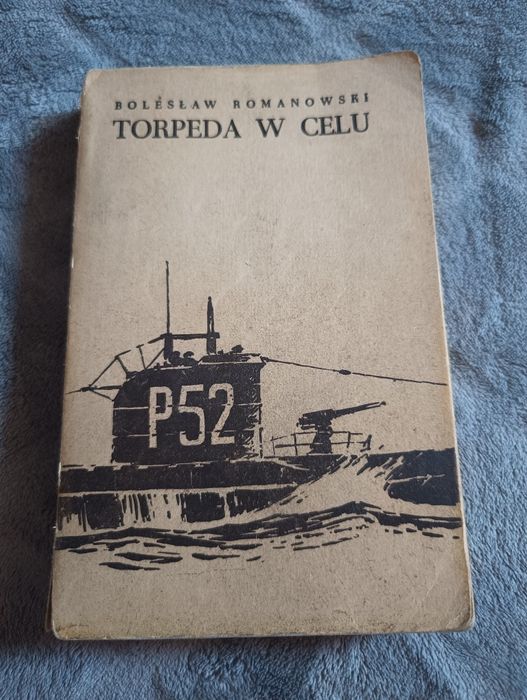 BOLESŁAW ROMANOWSKI
TORPEDA W CELU
P52